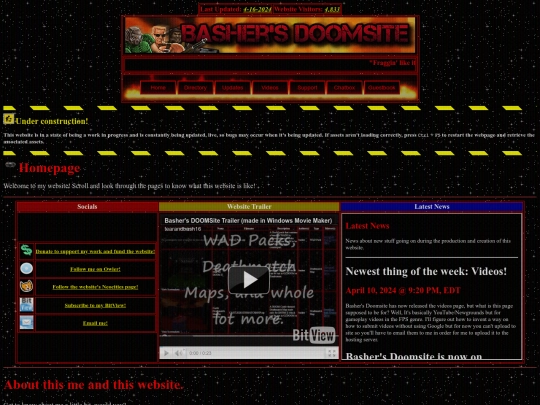 Last Updated: 4-16-2024 Website Visitors: 4,833
BASHER'S DOOMSITE
"Fraggin' like it
Home Directory Updates Videos Support Guestbook
Under construction!
This website is in a state of being a work in progress and is constantly being updated, live, so bugs may occur when it's being updated. If assets aren't loading correctly, press Ctrl + F5 to restart the webpage and retrieve the
associated assets.
Homepage
Welcome to my website! Scroll and look through the pages to know what this website is like!
Socials
Donate to support my work and fund the website!
Follow me on Owlet!
Follow the website's Neocities page!
Subscribe to my BitView!
Email me!
Website Trailer
Basher's DOOMSite Trailer (made in Windows Movie Maker)
WAD Packs,
Deathmatch
Maps, and whole
lot more.
BitView
0:00 / 0:23
Latest News
Latest News
News about new stuff going on during the production and creation of this
website.
Newest thing of the week: Videos!
April 10, 2024 @ 9:20 PM, EDT
Basher's Doomsite has now released the videos page, but what is this page
supposed to be for? Well, It's basically YouTube/Newgrounds but for
gameplay videos in the FPS genre. I'll figure out how to invent a way on
how to submit videos without using Google but for now you can't upload to
site so you'll have to email them to me in order for me to upload it to the
hosting server.
Basher's Doomsite is now on
About this me and this website.